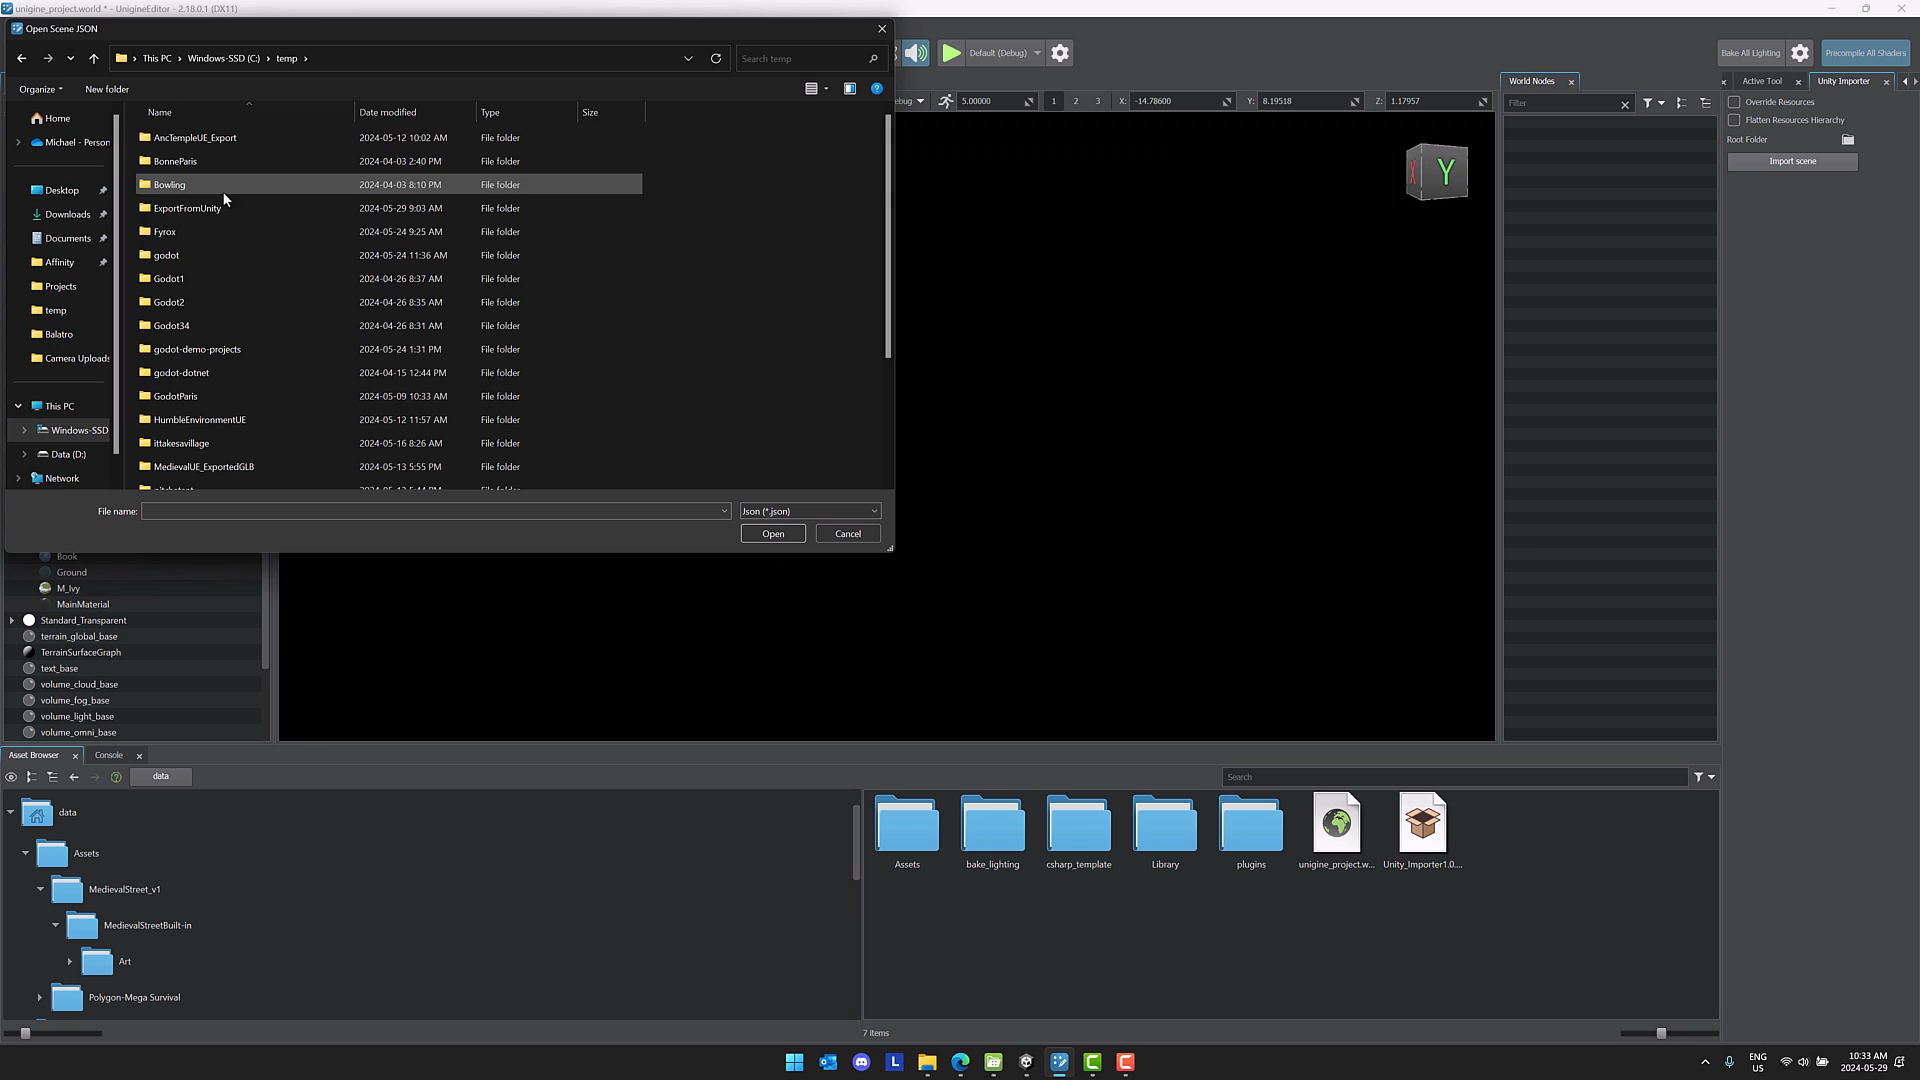 unigine_project.world * - UnigineEditor - 2.18.0.1 (DX11)
Open Scene JSON
This PC > Windows-SSD (C:) > temp >
Search temp
Organize
New folder
Name
Date modified
Type
Size
Home
Michael - Person
Desktop
Downloads
Documents
Affinity
Projects
temp
Balatro
Camera Uploads
This PC
Windows-SSD
Data (D:)
Network
AncTempleUE_Export 2024-05-12 10:02 AM File folder
BonneParis 2024-04-03 2:40 PM File folder
Bowling 2024-04-03 8:10 PM File folder
ExportFromUnity 2024-05-29 9:03 AM File folder
Fyrox 2024-05-24 9:25 AM File folder
godot 2024-05-24 11:36 AM File folder
Godot1 2024-04-26 8:37 AM File folder
Godot2 2024-04-26 8:35 AM File folder
Godot34 2024-04-26 8:31 AM File folder
godot-demo-projects 2024-05-24 1:31 PM File folder
godot-dotnet 2024-04-15 12:44 PM File folder
GodotParis 2024-05-09 10:33 AM File folder
HumbleEnvironmentUE 2024-05-12 11:57 AM File folder
ittakesavillage 2024-05-16 8:26 AM File folder
MedievalUE_ExportedGLB 2024-05-13 5:55 PM File folder
File name:
Json (*.json)
Open
Cancel
Default (Debug)
Bake All Lighting
Precompile All Shaders
ebug
5.00000
1 2 3
X: -14.78600
Y: 8.19518
Z: 1.17957
X
Y
World Nodes
Filter
Active Tool
Unity Importer
Override Resources
Flatten Resources Hierarchy
Root Folder
Import scene
Book
Ground
M_Ivy
MainMaterial
Standard_Transparent
terrain_global_base
TerrainSurfaceGraph
text_base
volume_cloud_base
volume_fog_base
volume_light_base
volume_omni_base
Asset Browser
Console
data
Search
data
Assets
MedievalStreet_v1
MedievalStreetBuilt-in
Art
Polygon-Mega Survival
Assets
bake_lighting
csharp_template
Library
plugins
unigine_project.w...
Unity_Importer1.0....
7 items
L
ENG
US
10:33 AM
2024-05-29